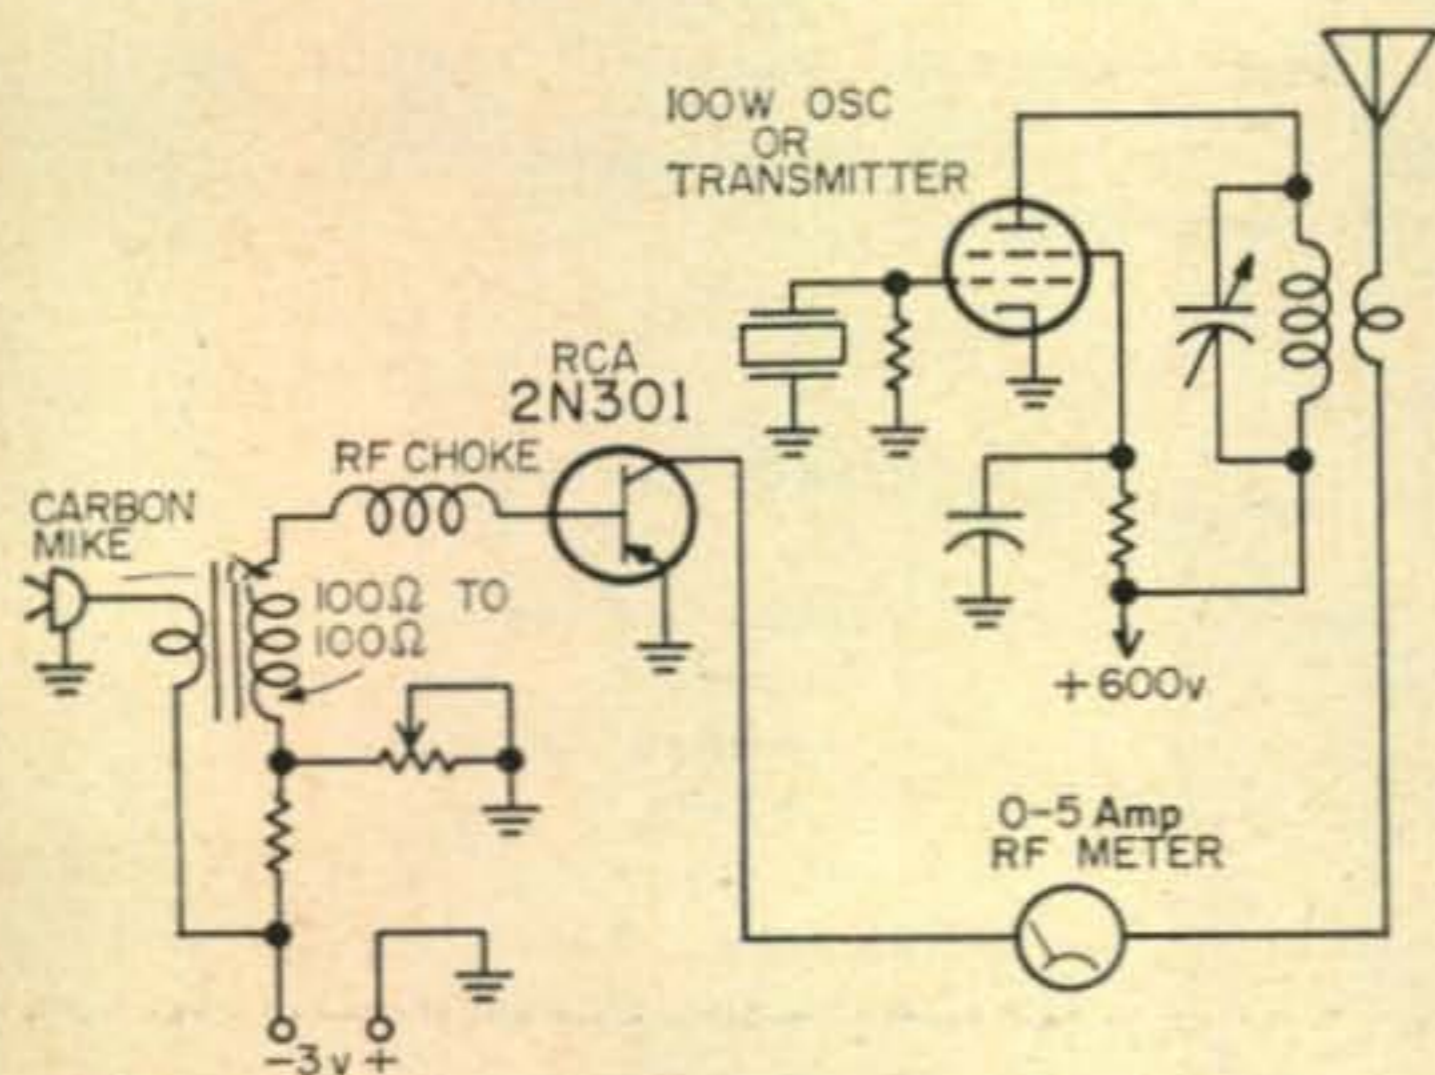 100W OSC
OR
TRANSMITTER
RCA
2N301
RF CHOKE
CARBON
MIKE
100Ω TO
100Ω
+600v
0-5 Amp
RF METER
-3v+